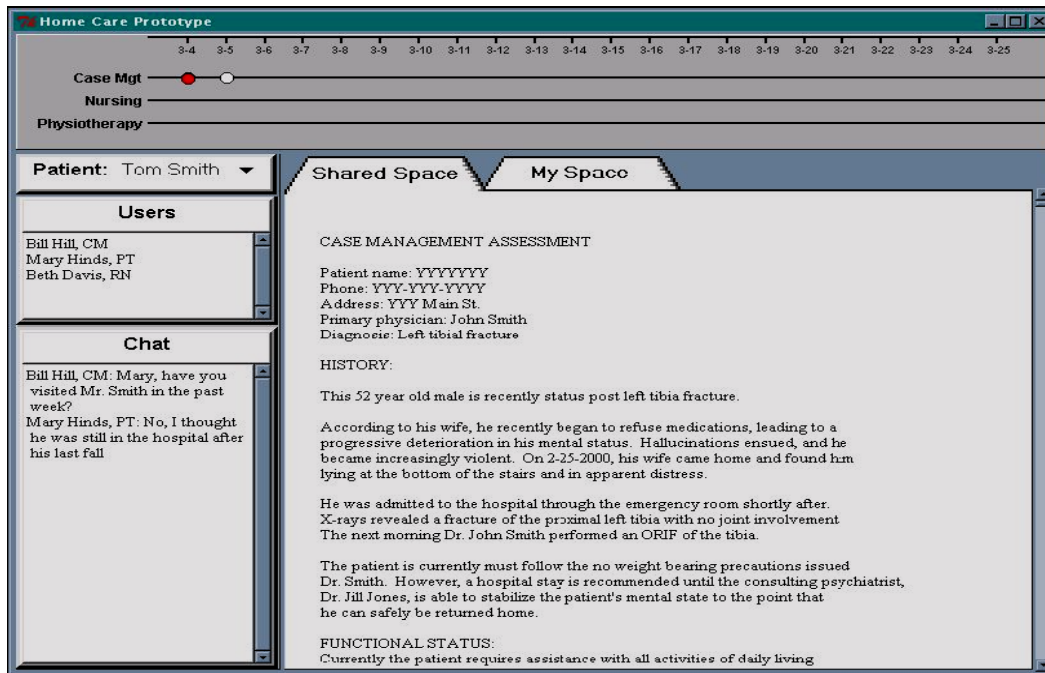 Home Care Prototype
3-4 3-5 3-6 3-7 3-8 3-9 3-10 3-11 3-12 3-13 3-14 3-15 3-16 3-17 3-18 3-19 3-20 3-21 3-22 3-23 3-24 3-25
Case Mgt
Nursing
Physiotherapy
Patient: Tom Smith
Users
Bill Hill, CM
Mary Hinds, PT
Beth Davis, RN
Chat
Bill Hill, CM: Mary, have you
visited Mr. Smith in the past
week?
Mary Hinds, PT: No, I thought
he was still in the hospital after
his last fall
Shared Space
My Space
CASE MANAGEMENT ASSESSMENT
Patient name: YYYYYYY
Phone: YYY-YYY-YYYY
Address: YYY Main St.
Primary physician: John Smith
Diagnosis: Left tibial fracture
HISTORY:
This 52 year old male is recently status post left tibia fracture.
According to his wife, he recently began to refuse medications, leading to a
progressive deterioration in his mental status. Hallucinations ensued, and he
became increasingly violent. On 2-25-2000, his wife came home and found him
lying at the bottom of the stairs and in apparent distress.
He was admitted to the hospital through the emergency room shortly after.
X-rays revealed a fracture of the proximal left tibia with no joint involvement
The next morning Dr. John Smith performed an ORIF of the tibia.
The patient is currently must follow the no weight bearing precautions issued
Dr. Smith. However, a hospital stay is recommended until the consulting psychiatrist,
Dr. Jill Jones, is able to stabilize the patient's mental state to the point that
he can safely be returned home.
FUNCTIONAL STATUS:
Currently the patient requires assistance with all activities of daily living